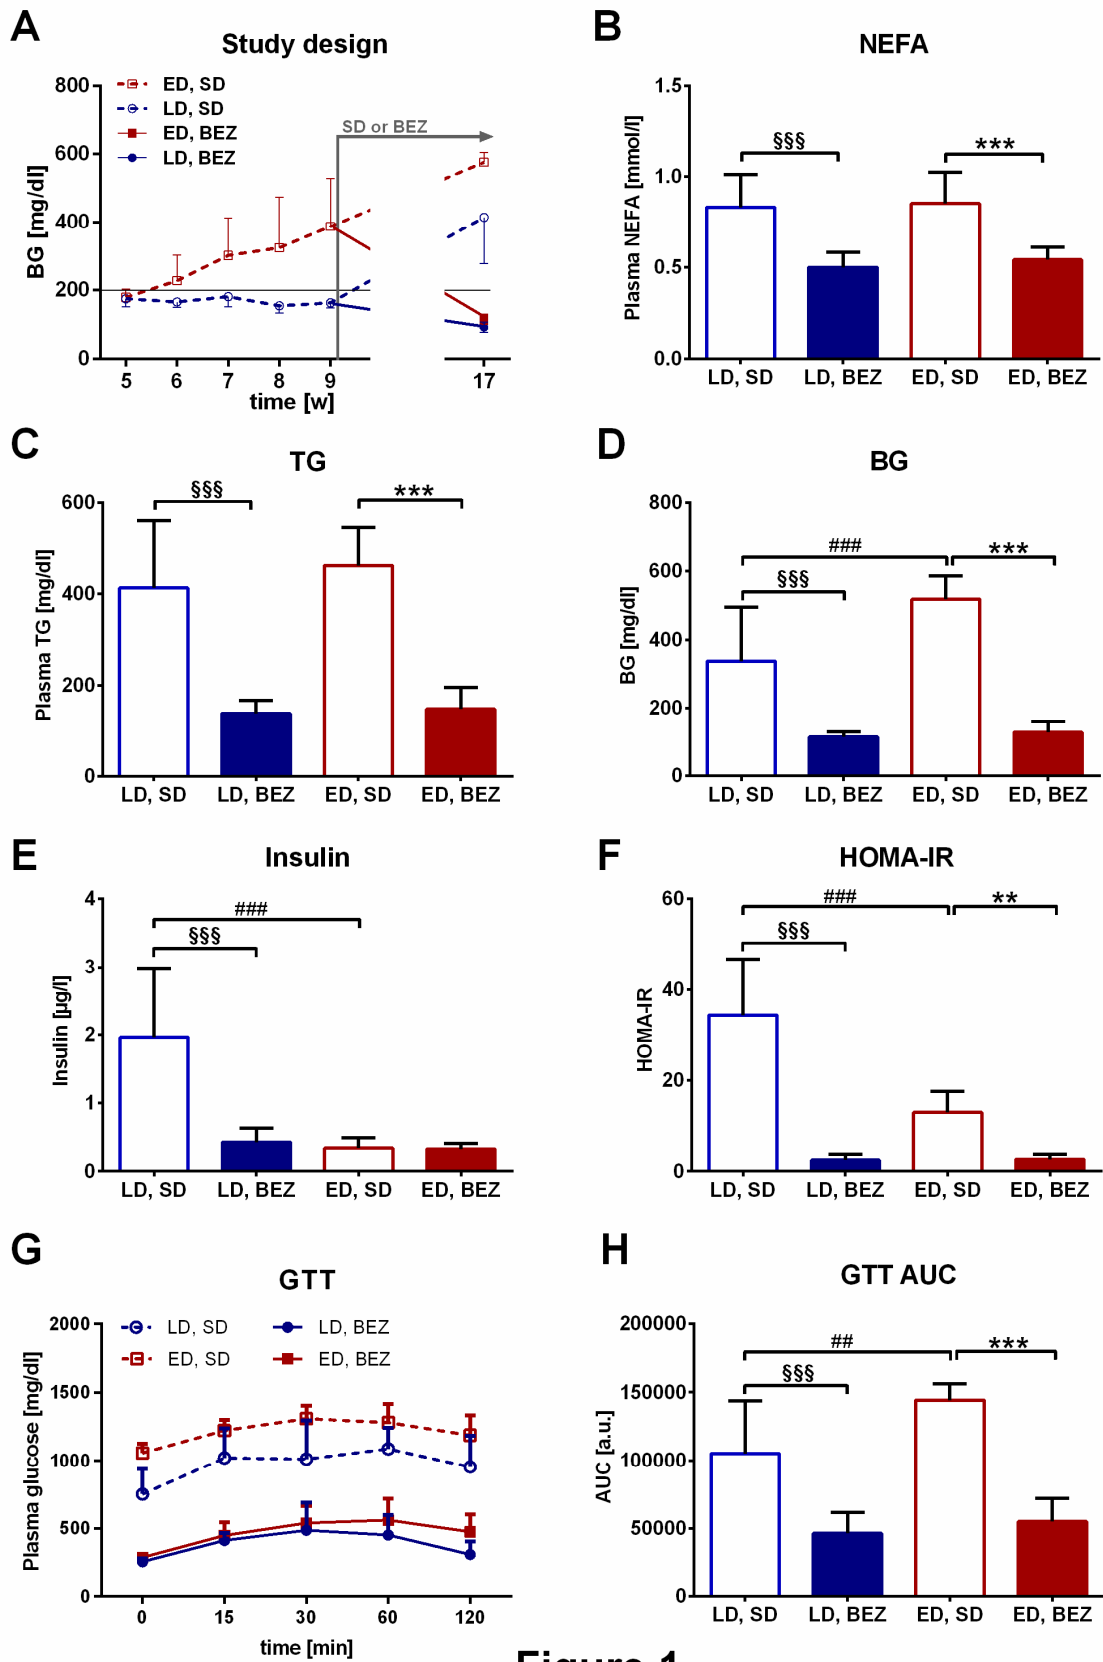 A
Study design
800
600
400
200
0
BG [mg/dl]
ED, SD
LD, SD
ED, BEZ
LD, BEZ
SD or BEZ
5 6 7 8 9 17
time [w]
B
NEFA
1.5
1.0
0.5
0.0
Plasma NEFA [mmol/l]
§§§ ***
LD, SD LD, BEZ ED, SD ED, BEZ
C
TG
600
400
200
0
Plasma TG [mg/dl]
§§§ ***
LD, SD LD, BEZ ED, SD ED, BEZ
D
BG
800
600
400
200
0
BG [mg/dl]
### ***
§§§
LD, SD LD, BEZ ED, SD ED, BEZ
E
Insulin
4
3
2
1
0
Insulin [µg/l]
###
§§§
LD, SD LD, BEZ ED, SD ED, BEZ
F
HOMA-IR
60
40
20
0
HOMA-IR
### **
§§§
LD, SD LD, BEZ ED, SD ED, BEZ
G
GTT
2000
1500
1000
500
0
Plasma glucose [mg/dl]
LD, SD LD, BEZ
ED, SD ED, BEZ
0 15 30 60 120
time [min]
H
GTT AUC
200000
150000
100000
50000
0
AUC [a.u.]
## ***
§§§
LD, SD LD, BEZ ED, SD ED, BEZ
Figure 1